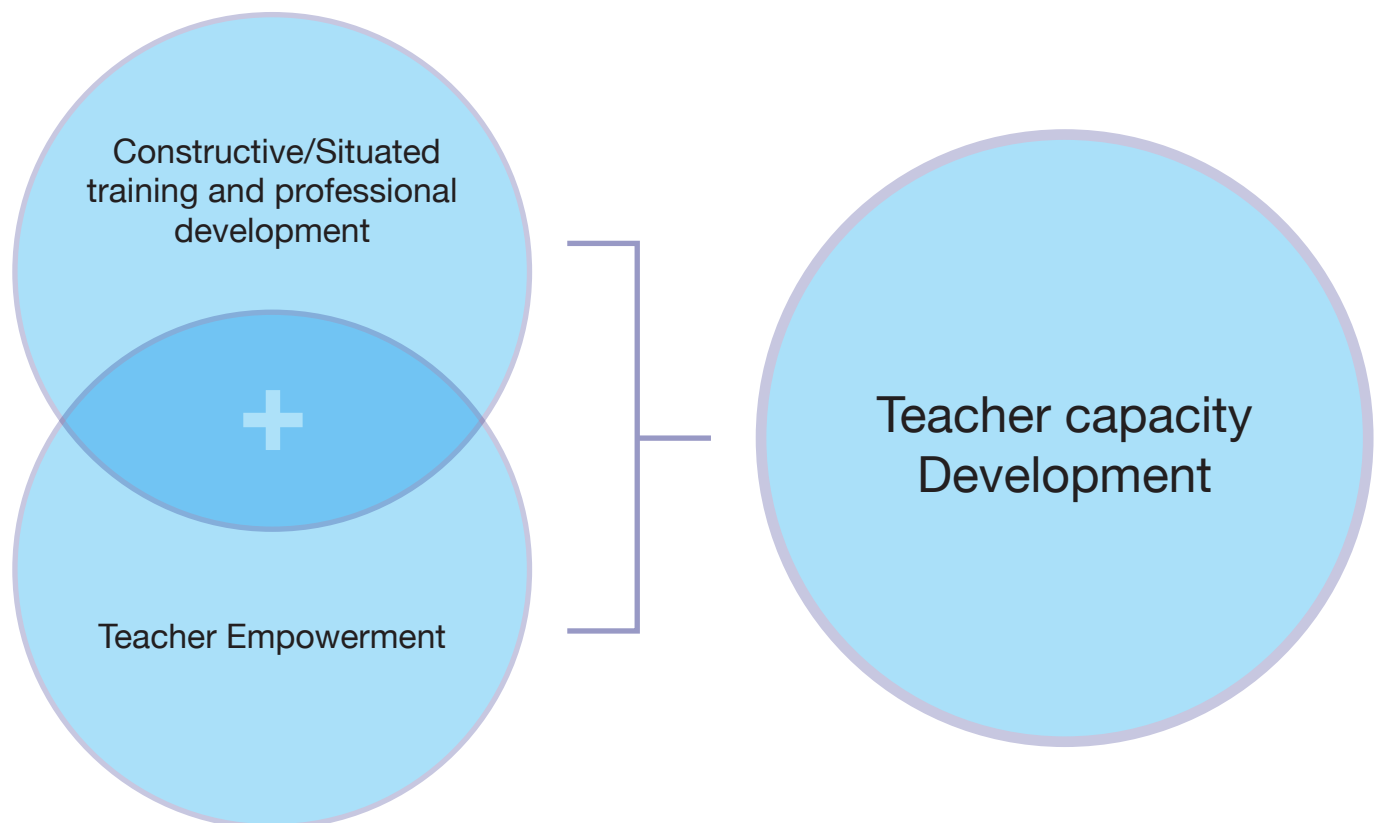 Constructive/Situated
training and professional
development
+
Teacher Empowerment
Teacher capacity
Development